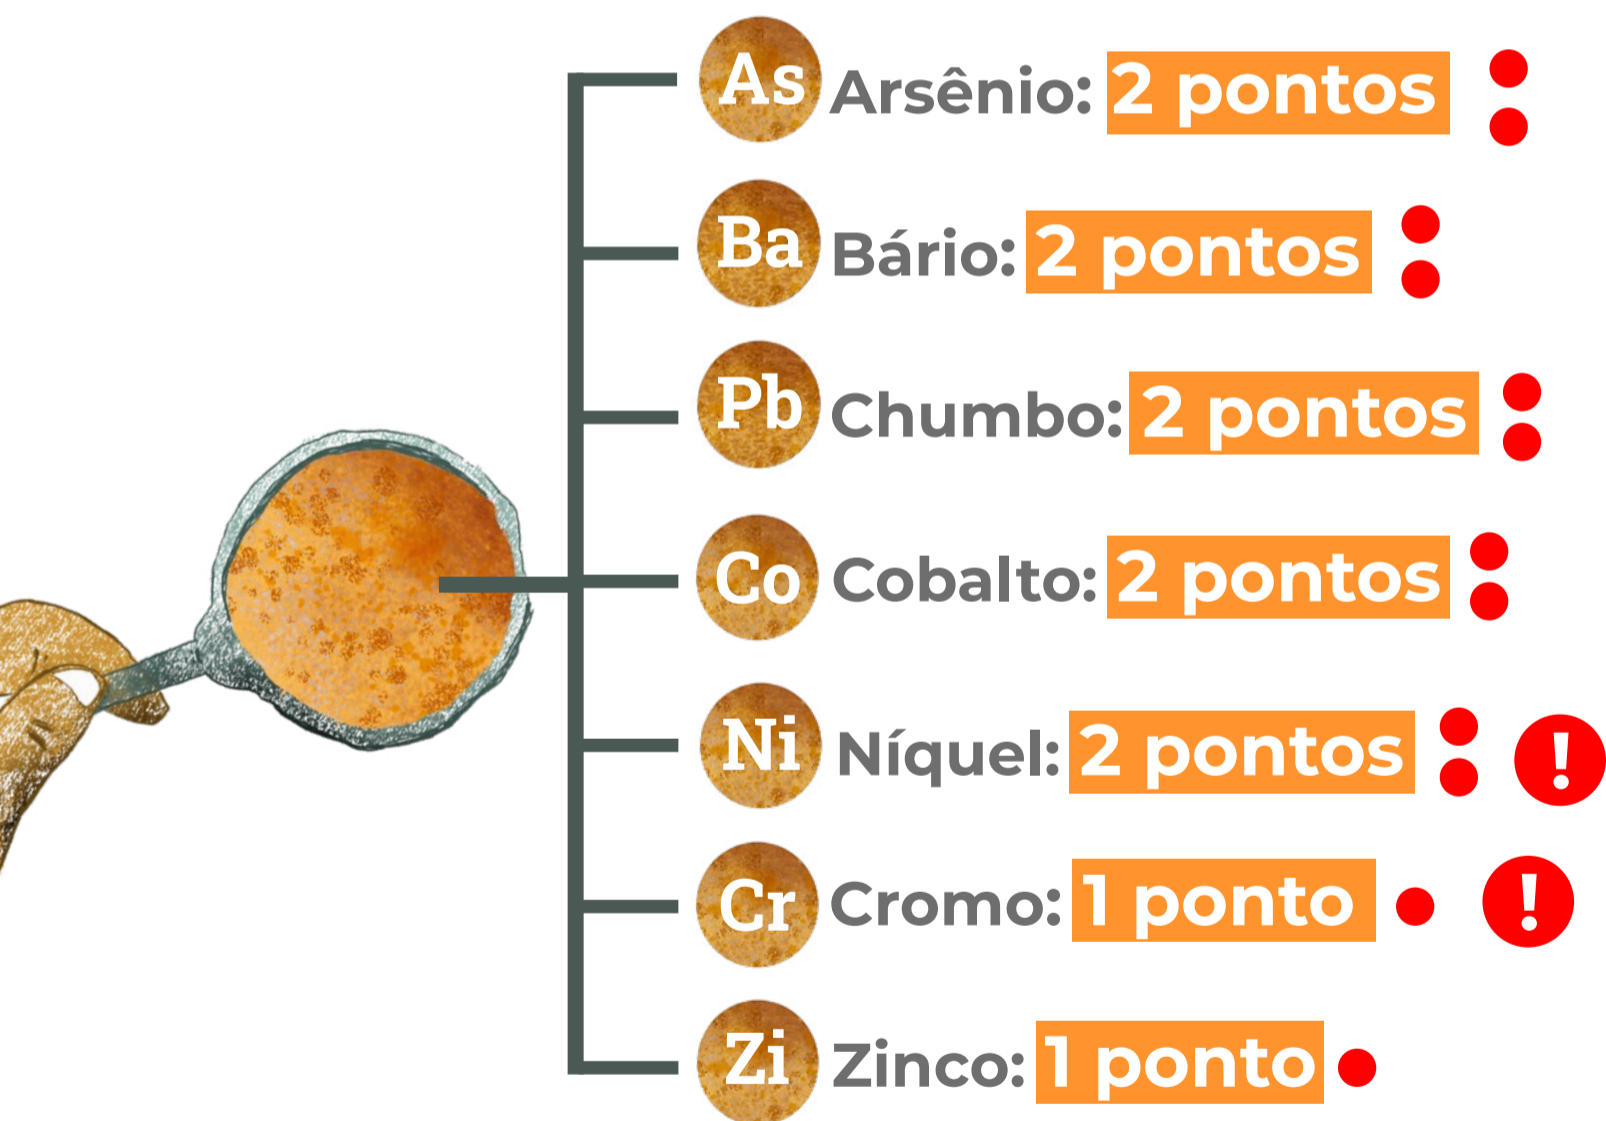 As Arsênio: 2 pontos
Ba Bário: 2 pontos
Pb Chumbo: 2 pontos
Co Cobalto: 2 pontos
Ni Níquel: 2 pontos !
Cr Cromo: 1 ponto !
Zi Zinco: 1 ponto